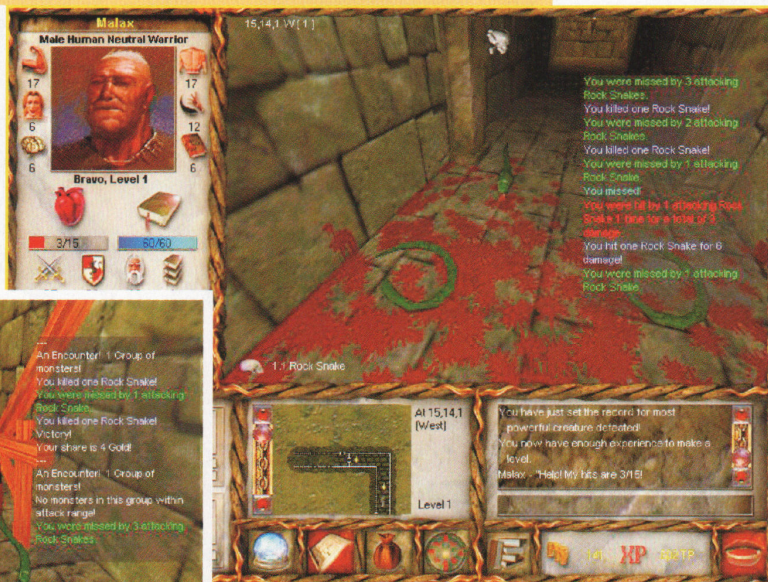 Malax
Male Human Neutral Warrior
17
17
6
12
6
6
Bravo, Level 1
3/15
60/60
15,14,1 W [ 1 ]
You were missed by 3 attacking
Rock Snakes.
You killed one Rock Snake!
You were missed by 2 attacking
Rock Snakes.
You killed one Rock Snake!
You were missed by 1 attacking
Rock Snake.
You missed!
You were hit by 1 attacking Rock
Snake 1 time for a total of
damage.
You hit one Rock Snake for 6
damage!
You were missed by 1 attacking
Rock Snake
1:1 Rock Snake
---
An Encounter! 1 Group of
monsters!
You killed one Rock Snake!
You were missed by 1 attacking
Rock Snake.
You killed one Rock Snake!
Victory!
Your share is 4 Gold!
---
An Encounter! 1 Group of
monsters!
No monsters in this group within
attack range!
You were missed by 3 attacking
Rock Snakes
At 15,14,1
(West)
Level 1
You have just set the record for most
powerful creature defeated!
You now have enough experience to make a
level.
Malax - "Help! My hits are 3/15!
141
XP